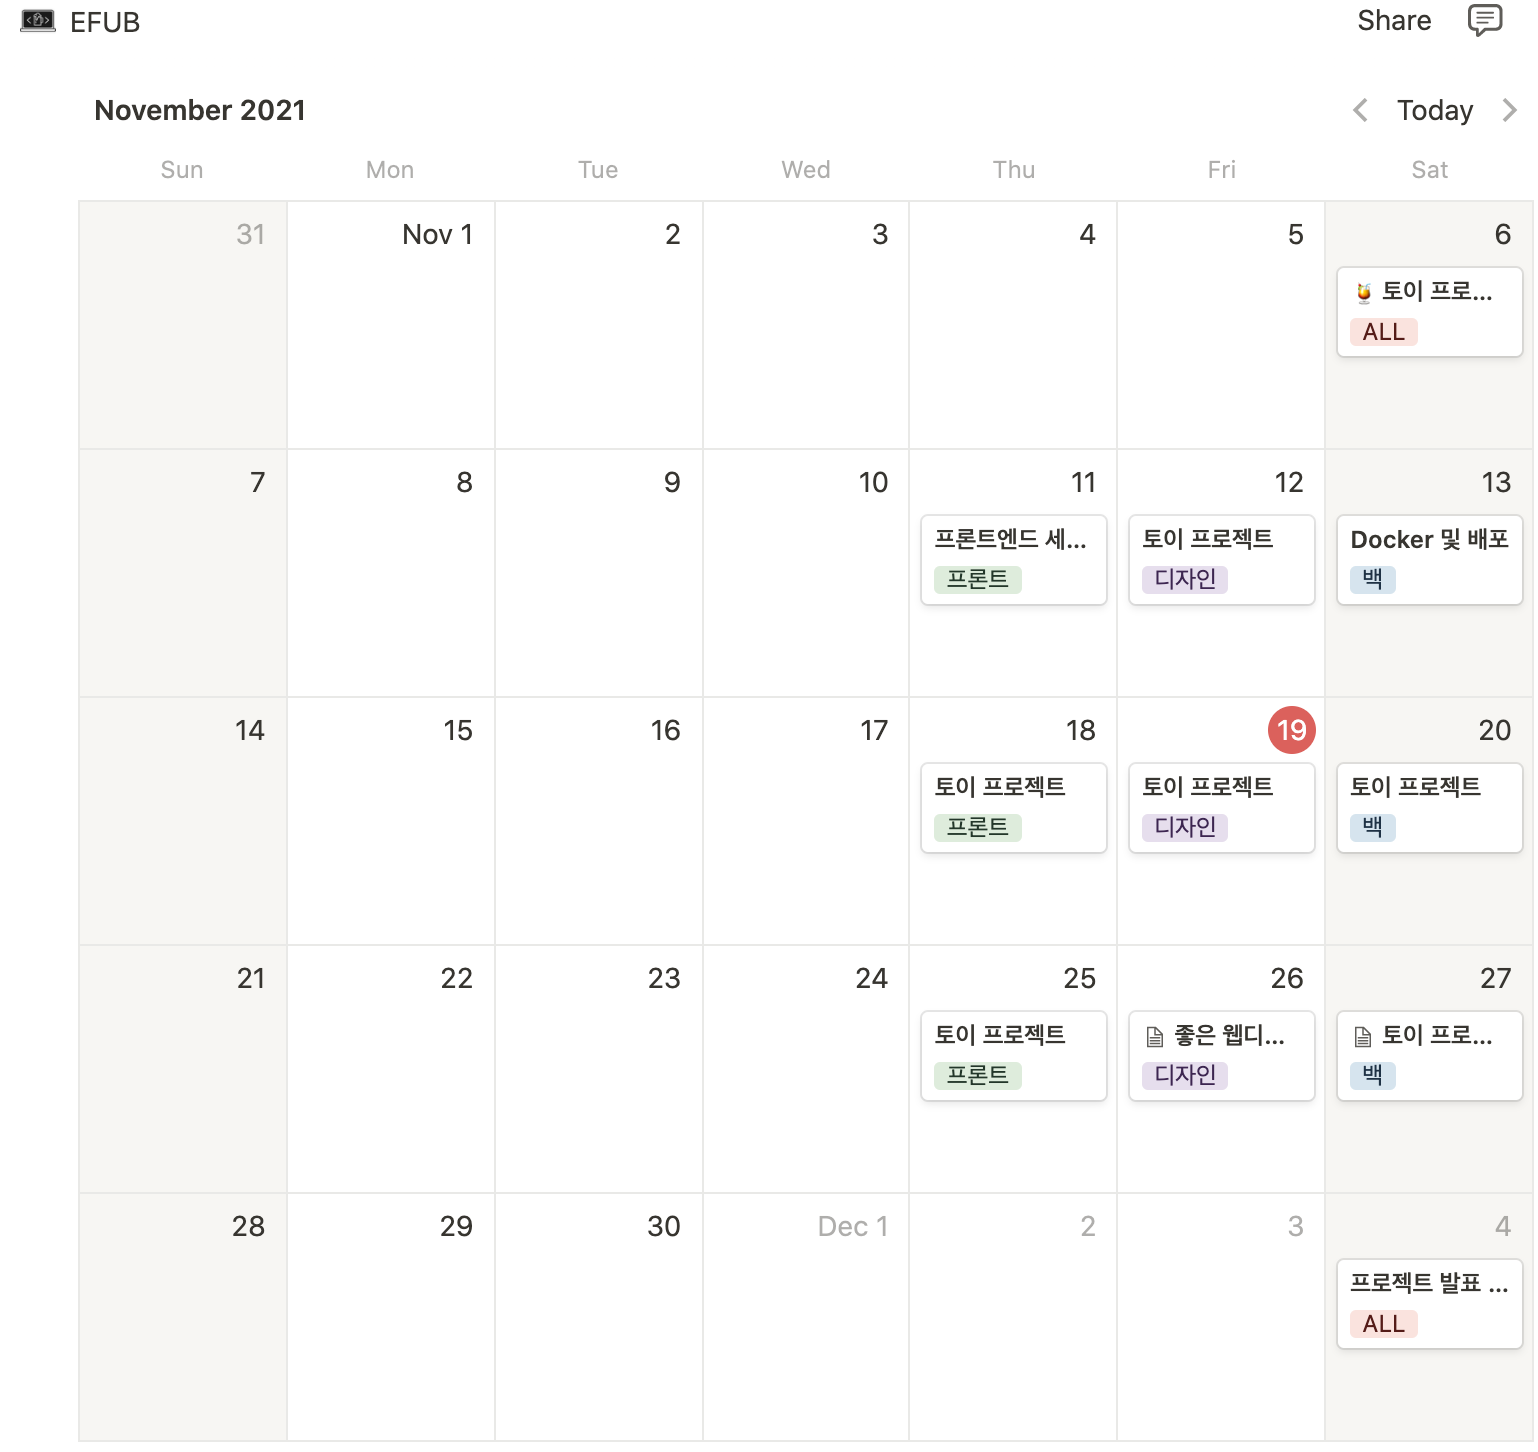 EFUB
Share
November 2021
Today
Sun Mon Tue Wed Thu Fri Sat
31 Nov 1 2 3 4 5 6
토이 프로...
ALL
7 8 9 10 11 12 13
프론트엔드 세... 토이 프로젝트 Docker 및 배포
프론트 디자인 백
14 15 16 17 18 19 20
토이 프로젝트 토이 프로젝트 토이 프로젝트
프론트 디자인 백
21 22 23 24 25 26 27
토이 프로젝트 좋은 웹디... 토이 프로...
프론트 디자인 백
28 29 30 Dec 1 2 3 4
프로젝트 발표 ...
ALL